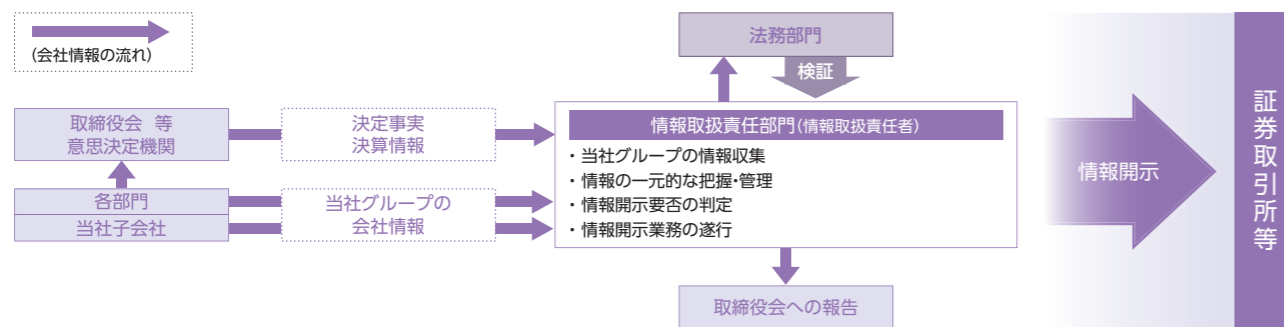 (会社情報の流れ)
法務部門
検証
取締役会 等
意思決定機関
決定事実
決算情報
各部門
当社子会社
当社グループの
会社情報
情報取扱責任部門(情報取扱責任者)
・当社グループの情報収集
・情報の一元的な把握・管理
・情報開示要否の判定
・情報開示業務の遂行
取締役会への報告
情報開示
証券取引所等